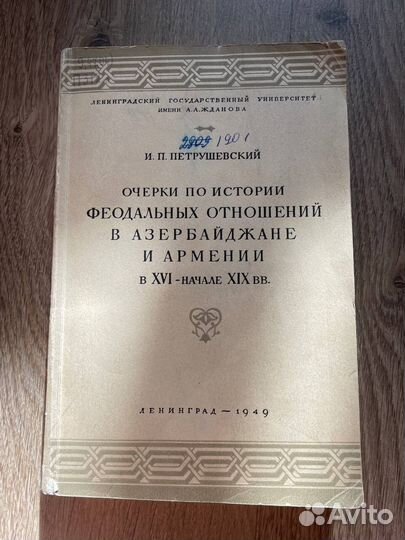 ЛЕНИНГРАДСКИЙ ГОСУДАРСТВЕННЫЙ УНИВЕРСИТЕТ
ИМЕНИ А.А.ЖДАНОВА
1901
И. П. ПЕТРУШЕВСКИЙ
ОЧЕРКИ ПО ИСТОРИИ
ФЕОДАЛЬНЫХ ОТНОШЕНИЙ
В АЗЕРБАЙДЖАНЕ
И АРМЕНИИ
В XVI – НАЧАЛЕ XIX ВВ.
ЛЕНИНГРАД — 1949
Avito